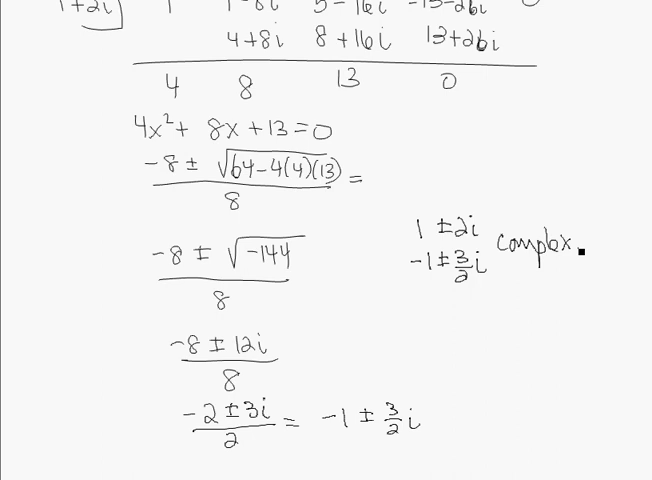 1+2i
4+8i 8+16i 13+26i
4 8 13 0
4x²+ 8x+13=0
-8 ± √64-4(4)(13) =
8
-8 ± √-144
8
-8 ± 12i
8
-2 ± 3i = -1 ± 3/2 i
2
1 ±2i
-1± 3/2 i complex.